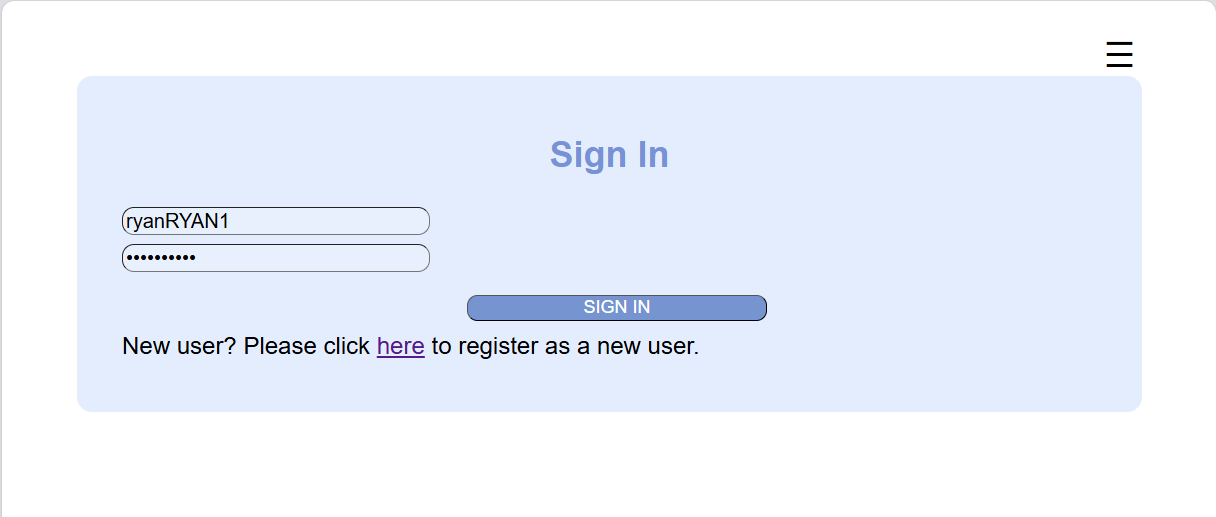 Sign In
ryanRYAN1
••••••••••
SIGN IN
New user? Please click here to register as a new user.